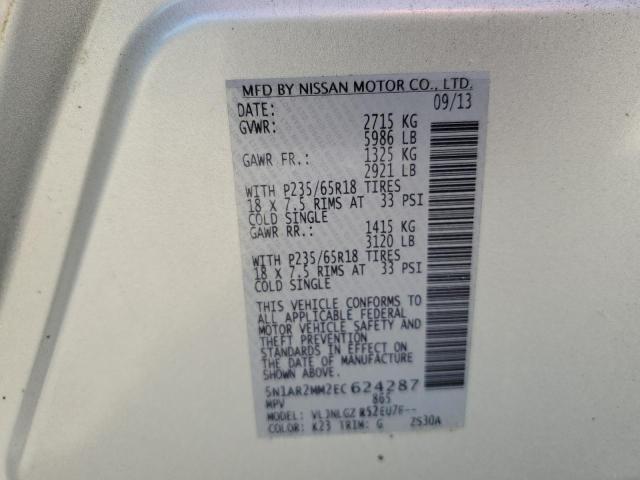 MFD BY NISSAN MOTOR CO., LTD.
DATE: 09/13
GVWR: 2715 KG
5986 LB
GAWR FR.: 1325 KG
2921 LB
WITH P235/65R18 TIRES
18 X 7.5 RIMS AT 33 PSI
COLD SINGLE
GAWR RR.: 1415 KG
3120 LB
WITH P235/65R18 TIRES
18 X 7.5 RIMS AT 33 PSI
COLD SINGLE
THIS VEHICLE CONFORMS TO
ALL APPLICABLE FEDERAL
MOTOR VEHICLE SAFETY AND
THEFT PREVENTION
STANDARDS IN EFFECT ON
THE DATE OF MANUFACTURE
SHOWN ABOVE.
5N1AR2MM2EC624287
MPV 865
MODEL:
COLOR: K23 TRIM: G 2S30A